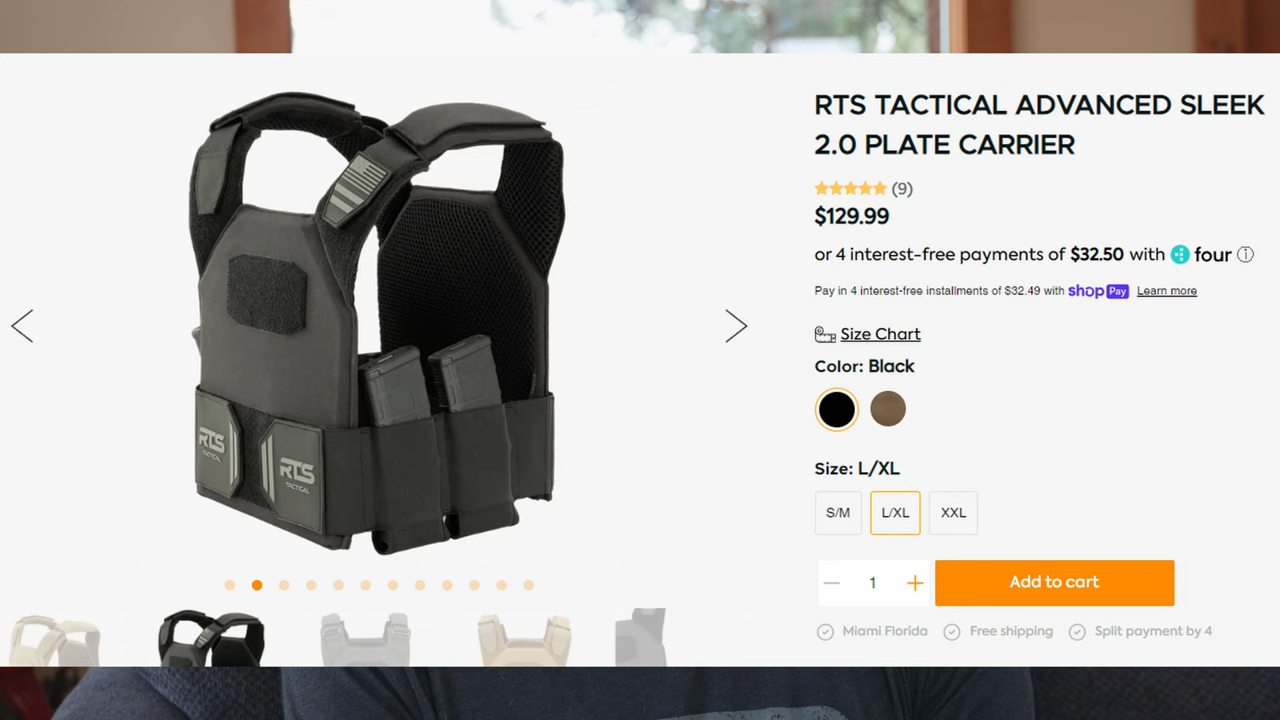 RTS TACTICAL ADVANCED SLEEK
2.0 PLATE CARRIER
(9)
$129.99
or 4 interest-free payments of $32.50 with four
Pay in 4 interest-free installments of $32.49 with shop Pay Learn more
Size Chart
Color: Black
Size: L/XL
S/M L/XL XXL
1
Add to cart
Miami Florida Free shipping Split payment by 4
RTS
TACTICAL
RTS
TACTICAL